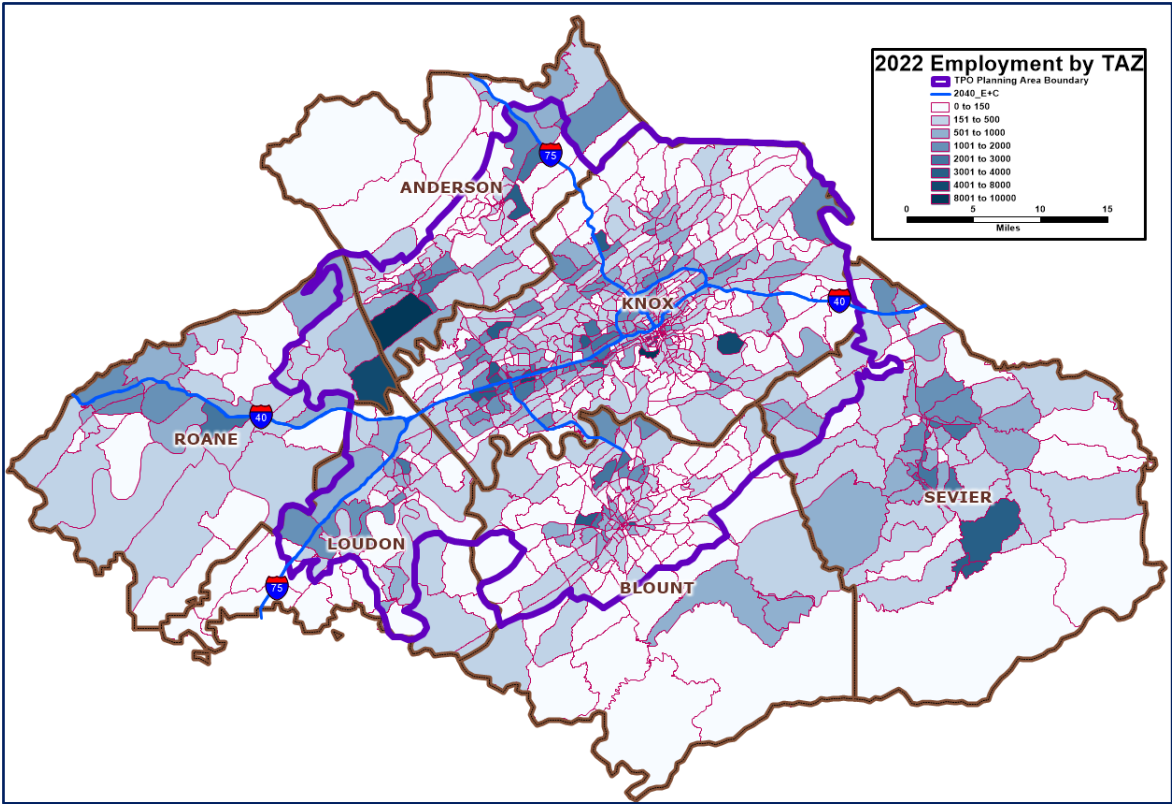 2022 Employment by TAZ
TPO Planning Area Boundary
2040_E+C
0 to 150
151 to 500
501 to 1000
1001 to 2000
2001 to 3000
3001 to 4000
4001 to 8000
8001 to 10000
0 5 10 15
Miles
75
ANDERSON
40
KNOX
40
ROANE
SEVIER
LOUDON
75
BLOUNT